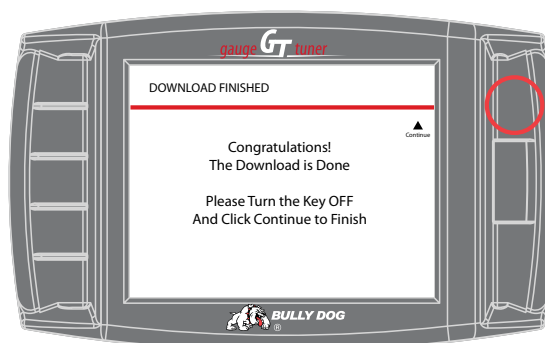 gauge GT tuner
DOWNLOAD FINISHED
Continue
Congratulations!
The Download is Done
Please Turn the Key OFF
And Click Continue to Finish
BULLY DOG
®